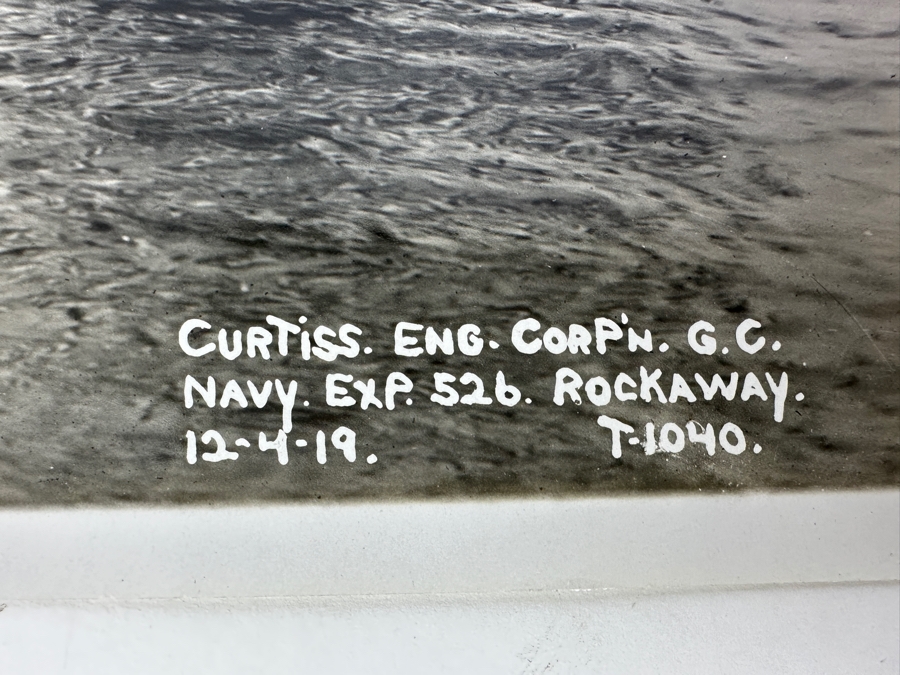 CURTiSS. ENG. CORP'N. G.C.
NAVY. EXP. 526. ROCKAWAY.
12-4-19. T-1040.